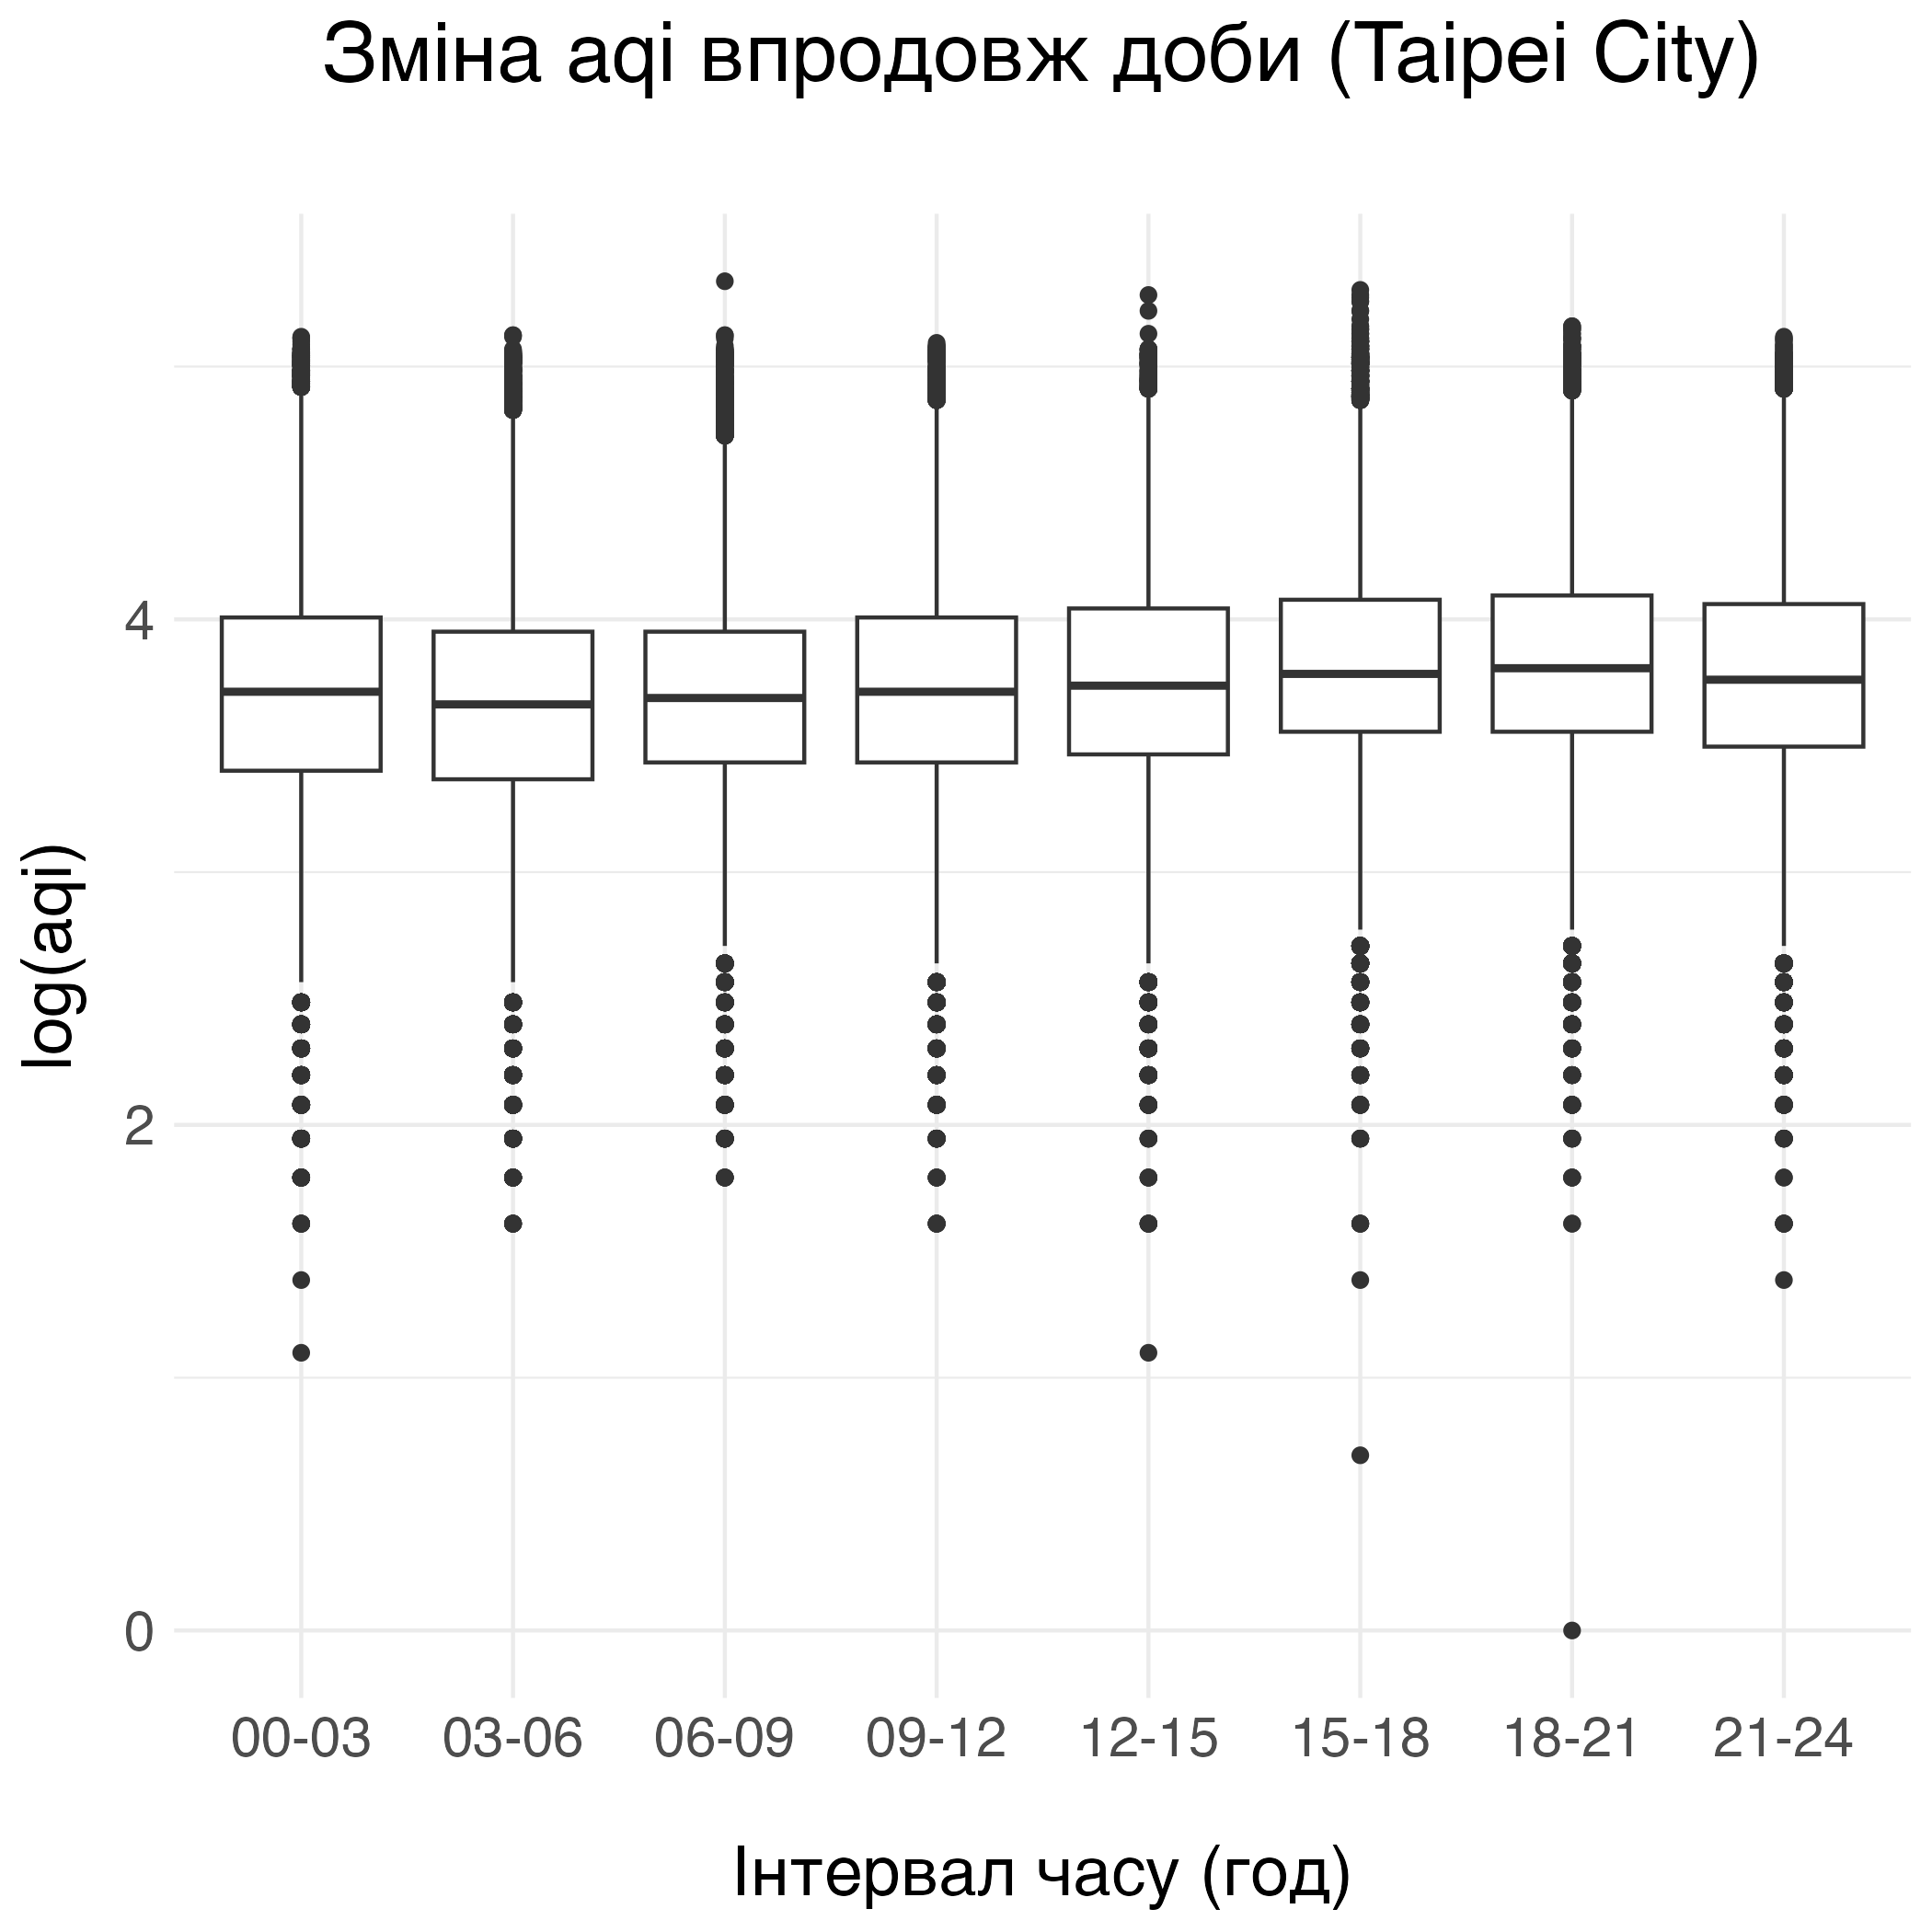 Зміна aqi впродовж доби (Taipei City)
log(aqi)
4
2
0
00-03 03-06 06-09 09-12 12-15 15-18 18-21 21-24
Інтервал часу (год)